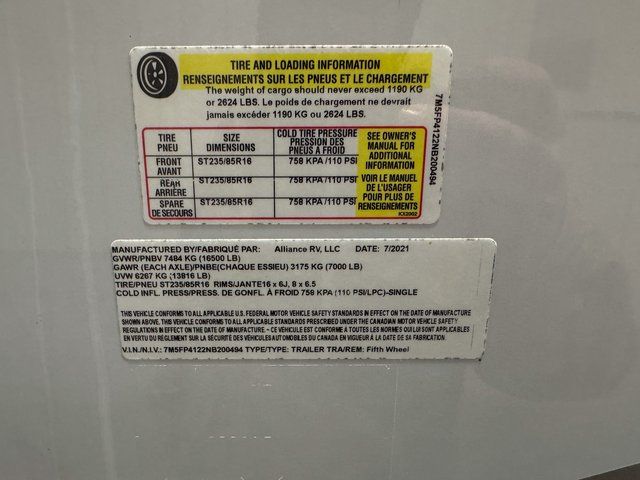 TIRE AND LOADING INFORMATION
RENSEIGNEMENTS SUR LES PNEUS ET LE CHARGEMENT
The weight of cargo should never exceed 1190 KG
or 2624 LBS. Le poids de chargement ne devrait
jamais excéder 1190 KG ou 2624 LBS.
TIRE PNEU SIZE DIMENSIONS COLD TIRE PRESSURE PRESSION DES PNEUS À FROID
FRONT AVANT ST235/85R16 758 KPA /110 PSI
REAR ARRIÈRE ST235/85R16 758 KPA /110 PSI
SPARE DE SECOURS ST235/85R16 758 KPA /110 PSI
SEE OWNER'S
MANUAL FOR
ADDITIONAL
INFORMATION
VOIR LE MANUEL
DE L'USAGER
POUR PLUS DE
RENSEIGNEMENTS
KX2002
7M5FP4122NB200494
MANUFACTURED BY/FABRIQUÉ PAR: Alliance RV, LLC DATE: 7/2021
GVWR/PNBV 7484 KG (16500 LB)
GAWR (EACH AXLE)/PNBE(CHAQUE ESSIEU) 3175 KG (7000 LB)
UVW 6267 KG (13816 LB)
TIRE/PNEU ST235/85R16 RIMS/JANTE16 x 6J, 8 x 6.5
COLD INFL. PRESS/PRESS. DE GONFL. À FROID 758 KPA (110 PSI/LPC)-SINGLE
THIS VEHICLE CONFORMS TO ALL APPLICABLE U.S. FEDERAL MOTOR VEHICLE SAFETY STANDARDS IN EFFECT ON THE DATE OF MANUFACTURE
SHOWN ABOVE. THIS VEHICLE CONFORMS TO ALL APPLICABLE STANDARDS PRESCRIBED UNDER THE CANADIAN MOTOR VEHICLE SAFETY
REGULATIONS IN EFFECT ON THE DATE OF MANUFACTURE – CE VÉHICULE EST CONFORME À TOUTES LES NORMES QUI LUI SONT APPLICABLES
EN VERTU DU RÈGLEMENT SUR LA SÉCURITÉ DES VÉHICULES AUTOMOBILES DU CANADA EN VIGUEUR À LA DATE DE SA FABRICATION.
V.I.N./N.I.V.: 7M5FP4122NB200494 TYPE/TYPE: TRAILER TRA/REM: Fifth Wheel